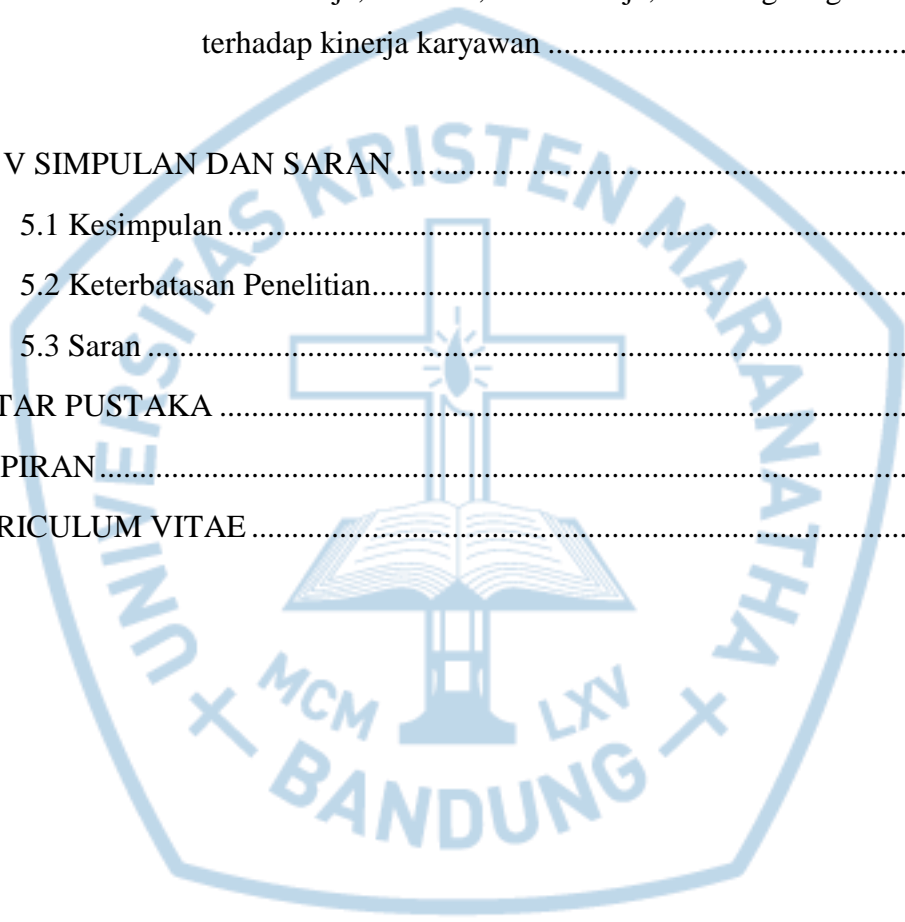 terhadap kinerja karyawan ............................................
V SIMPULAN DAN SARAN ................................................................
5.1 Kesimpulan .....................................................................................
5.2 Keterbatasan Penelitian...................................................................
5.3 Saran ...............................................................................................
TAR PUSTAKA ......................................................................................
PIRAN.....................................................................................................
RICULUM VITAE ..................................................................................
UNIVERSITAS KRISTEN MARANATHA
MCM LXV
BANDUNG